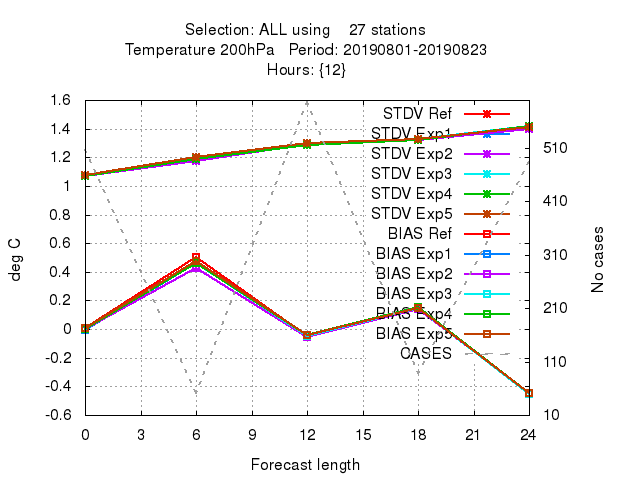 Selection: ALL using 27 stations
Temperature 200hPa Period: 20190801-20190823
Hours: {12}
1.6
1.4
1.2
1
0.8
0.6
0.4
0.2
0
-0.2
-0.4
-0.6
deg C
STDV Ref
STDV Exp1
STDV Exp2
STDV Exp3
STDV Exp4
STDV Exp5
BIAS Ref
BIAS Exp1
BIAS Exp2
BIAS Exp3
BIAS Exp4
BIAS Exp5
CASES
510
410
310
210
110
10
No cases
0 3 6 9 12 15 18 21 24
Forecast length